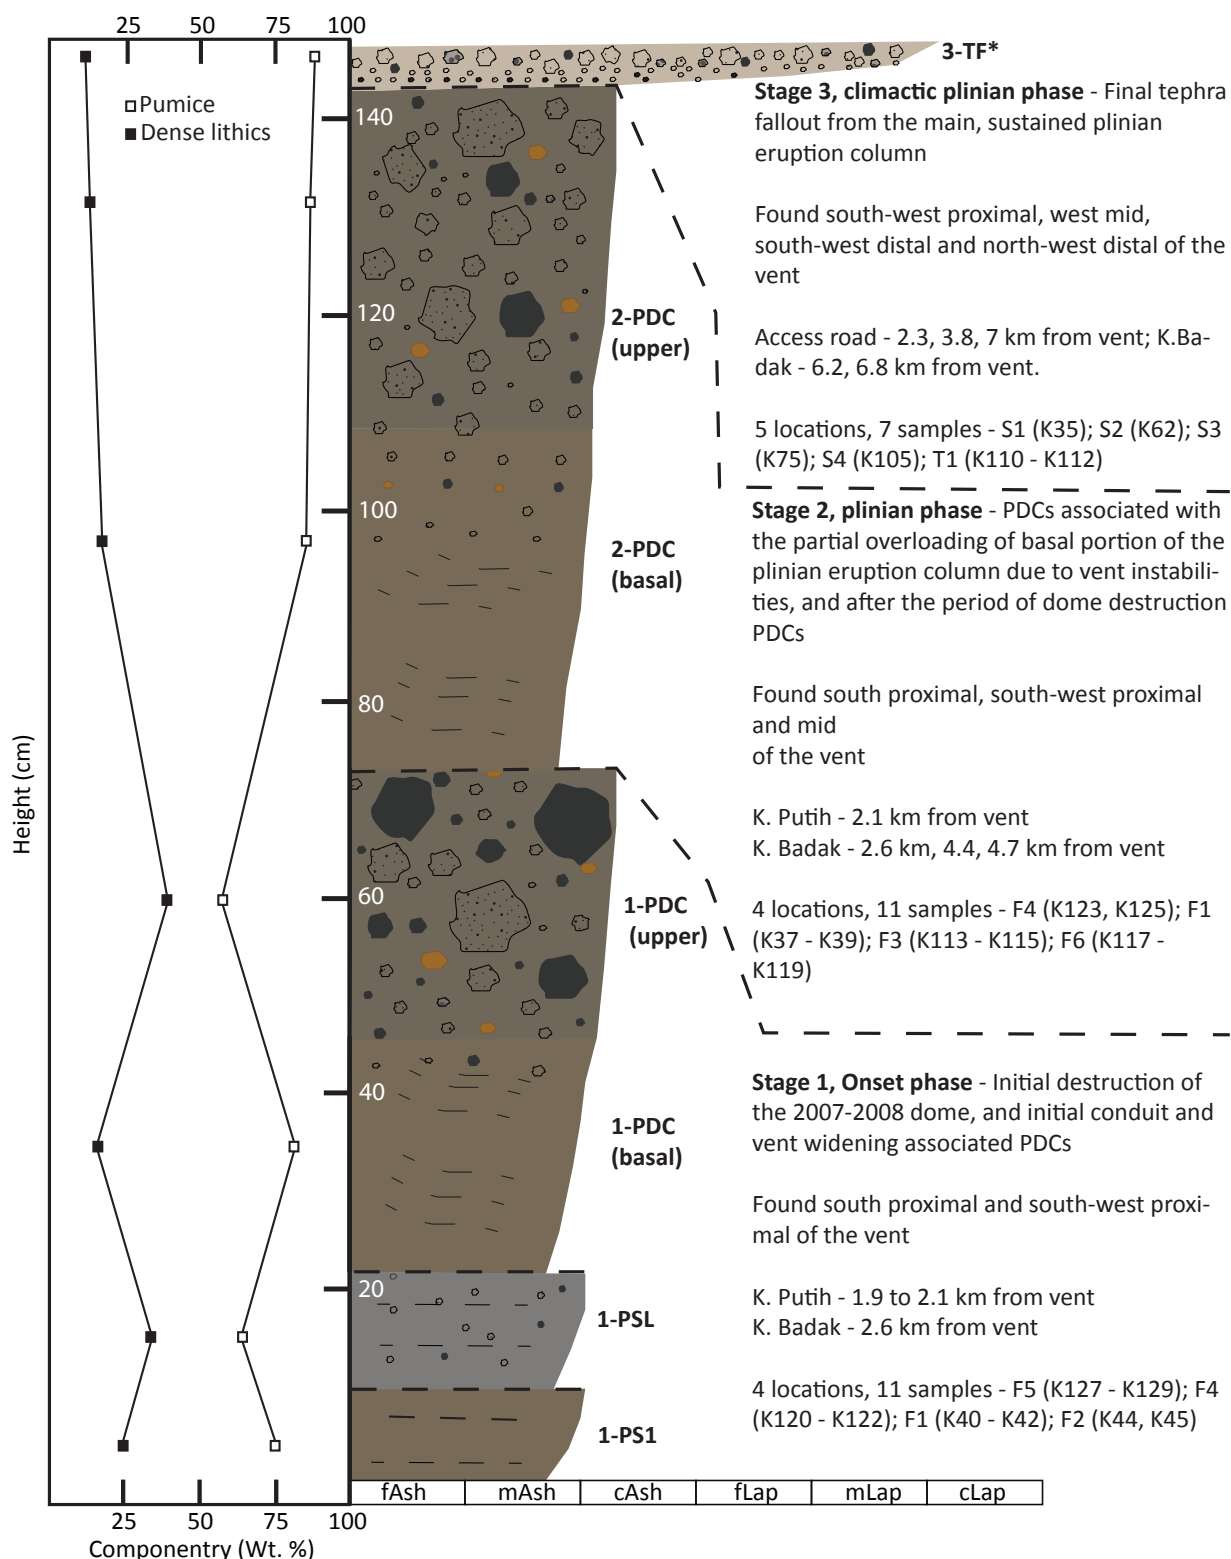 25 50 75 100
Pumice
Dense lithics
Height (cm)
140
120
100
80
60
40
20
3-TF*
2-PDC
(upper)
2-PDC
(basal)
1-PDC
(upper)
1-PDC
(basal)
1-PSL
1-PS1
fAsh mAsh cAsh fLap mLap cLap
25 50 75 100
Componentry (Wt. %)
Stage 3, climactic plinian phase - Final tephra
fallout from the main, sustained plinian
eruption column
Found south-west proximal, west mid,
south-west distal and north-west distal of the
vent
Access road - 2.3, 3.8, 7 km from vent; K.Ba-
dak - 6.2, 6.8 km from vent.
5 locations, 7 samples - S1 (K35); S2 (K62); S3
(K75); S4 (K105); T1 (K110 - K112)
Stage 2, plinian phase - PDCs associated with
the partial overloading of basal portion of the
plinian eruption column due to vent instabili-
ties, and after the period of dome destruction
PDCs
Found south proximal, south-west proximal
and mid
of the vent
K. Putih - 2.1 km from vent
K. Badak - 2.6 km, 4.4, 4.7 km from vent
4 locations, 11 samples - F4 (K123, K125); F1
(K37 - K39); F3 (K113 - K115); F6 (K117 -
K119)
Stage 1, Onset phase - Initial destruction of
the 2007-2008 dome, and initial conduit and
vent widening associated PDCs
Found south proximal and south-west proxi-
mal of the vent
K. Putih - 1.9 to 2.1 km from vent
K. Badak - 2.6 km from vent
4 locations, 11 samples - F5 (K127 - K129); F4
(K120 - K122); F1 (K40 - K42); F2 (K44, K45)